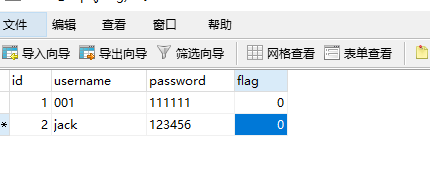 文件 编辑 查看 窗口 帮助
导入向导 导出向导 筛选向导 网格查看 表单查看
id username password flag
1 001 111111 0
* 2 jack 123456 0